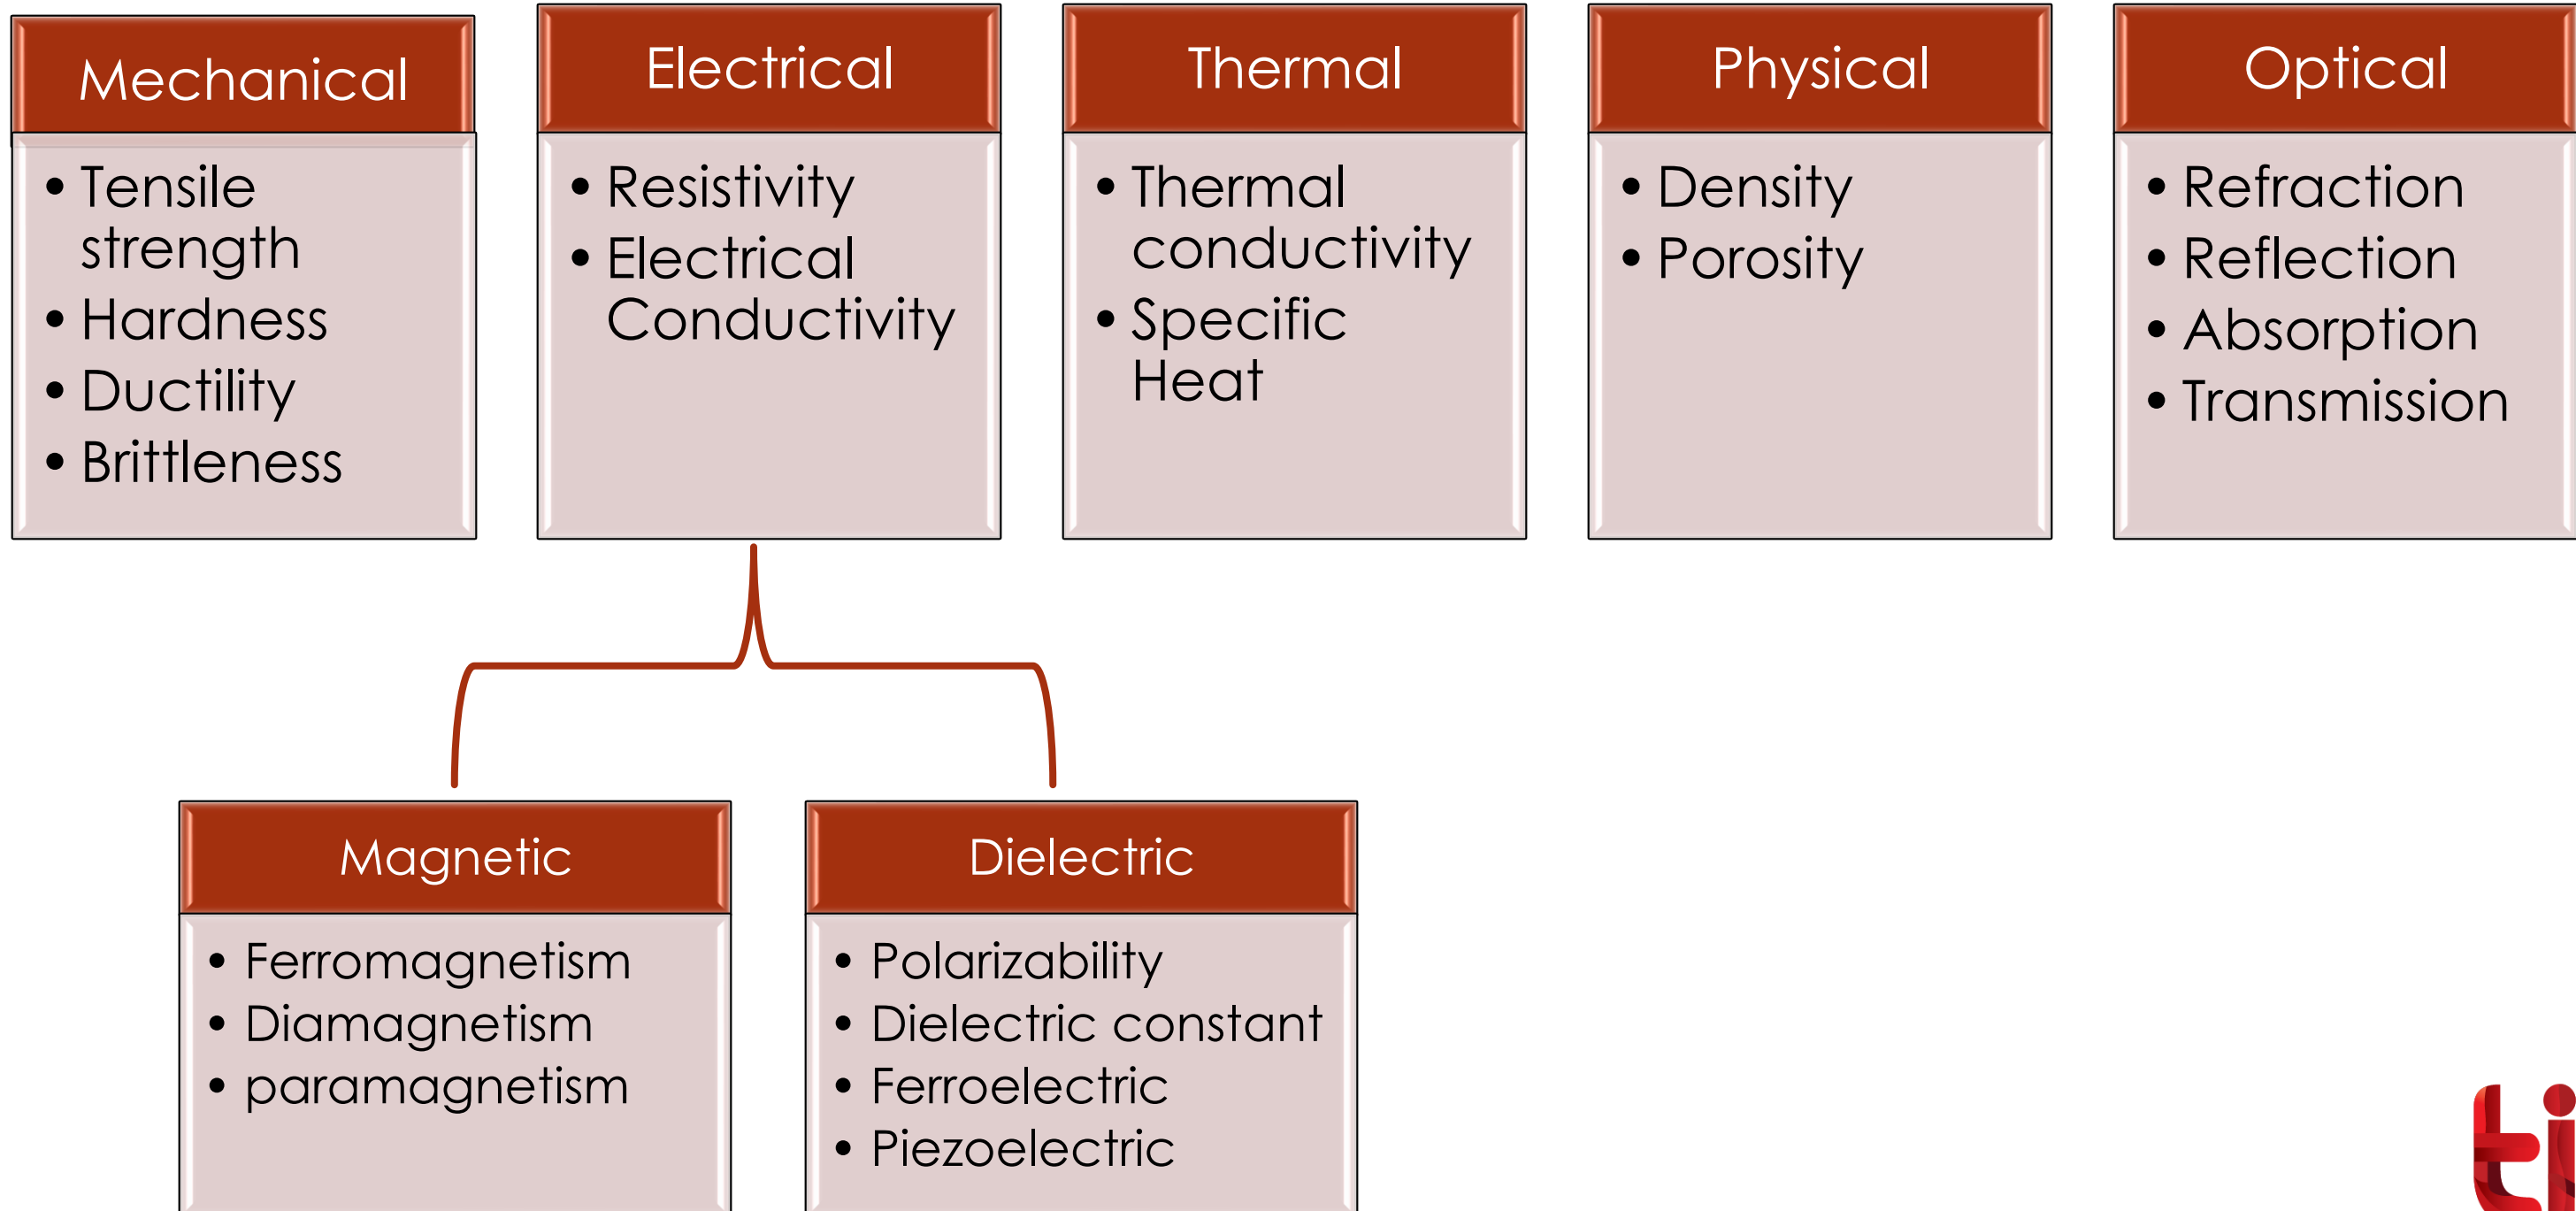 Mechanical
• Tensile
strength
• Hardness
• Ductility
• Brittleness
Electrical
• Resistivity
• Electrical
Conductivity
Thermal
• Thermal
conductivity
• Specific
Heat
Physical
• Density
• Porosity
Optical
• Refraction
• Reflection
• Absorption
• Transmission
Magnetic
• Ferromagnetism
• Diamagnetism
• paramagnetism
Dielectric
• Polarizability
• Dielectric constant
• Ferroelectric
• Piezoelectric
ti